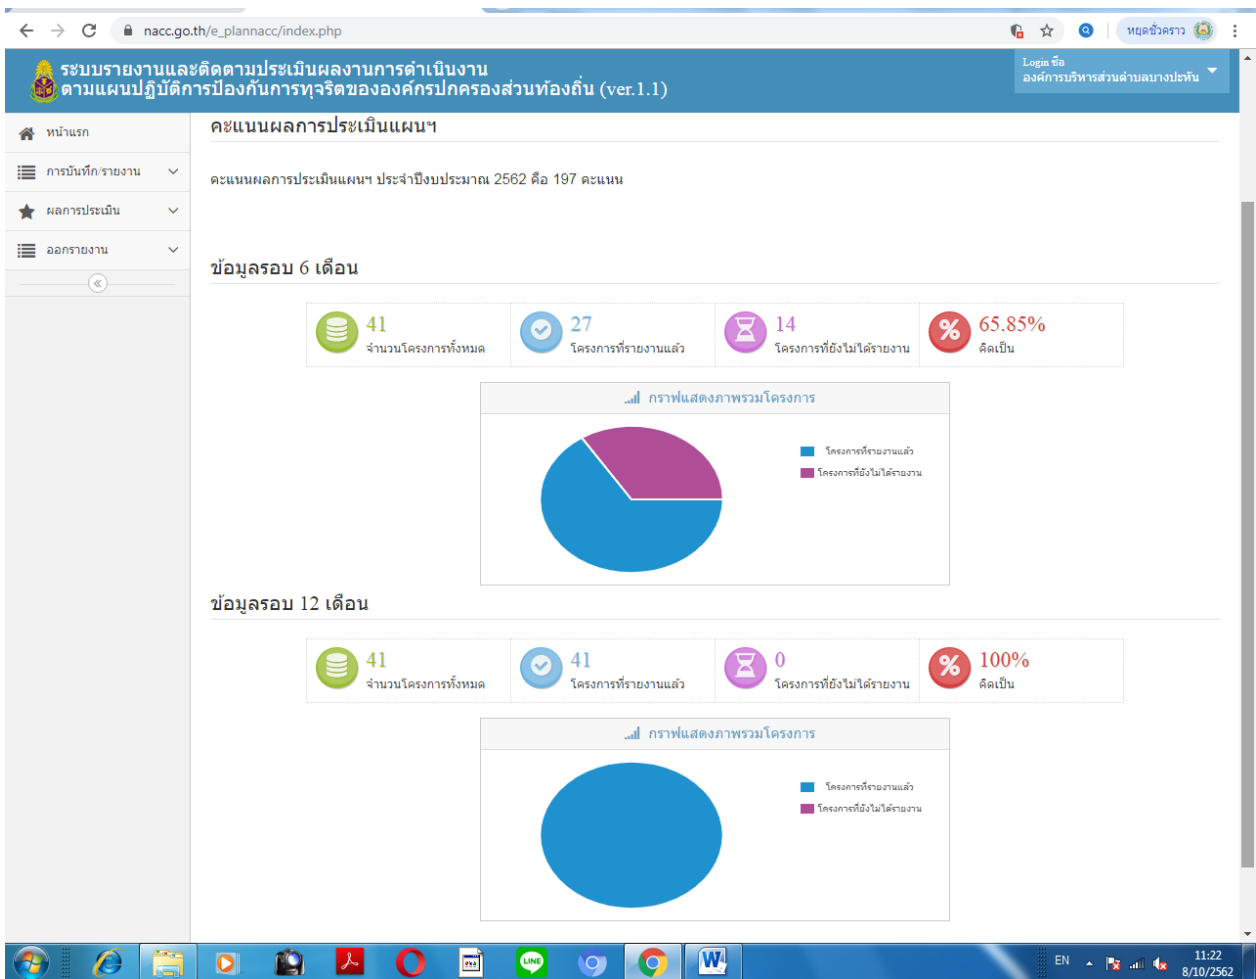 nacc.go.th/e_plannacc/index.php
หยุดชั่วคราว
ระบบรายงานและติดตามประเมินผลงานการดำเนินงาน
ตามแผนปฏิบัติการป้องกันการทุจริตขององค์กรปกครองส่วนท้องถิ่น (ver.1.1)
Login ชื่อ
องค์การบริหารส่วนตำบลบางปะหัน
หน้าแรก
การบันทึก/รายงาน
ผลการประเมิน
ออกรายงาน
คะแนนผลการประเมินแผนฯ
คะแนนผลการประเมินแผนฯ ประจำปีงบประมาณ 2562 คือ 197 คะแนน
ข้อมูลรอบ 6 เดือน
41
จำนวนโครงการทั้งหมด
27
โครงการที่รายงานแล้ว
14
โครงการที่ยังไม่ได้รายงาน
65.85%
คิดเป็น
กราฟแสดงภาพรวมโครงการ
โครงการที่รายงานแล้ว
โครงการที่ยังไม่ได้รายงาน
ข้อมูลรอบ 12 เดือน
41
จำนวนโครงการทั้งหมด
41
โครงการที่รายงานแล้ว
0
โครงการที่ยังไม่ได้รายงาน
100%
คิดเป็น
กราฟแสดงภาพรวมโครงการ
โครงการที่รายงานแล้ว
โครงการที่ยังไม่ได้รายงาน
LINE
EN
11:22
8/10/2562